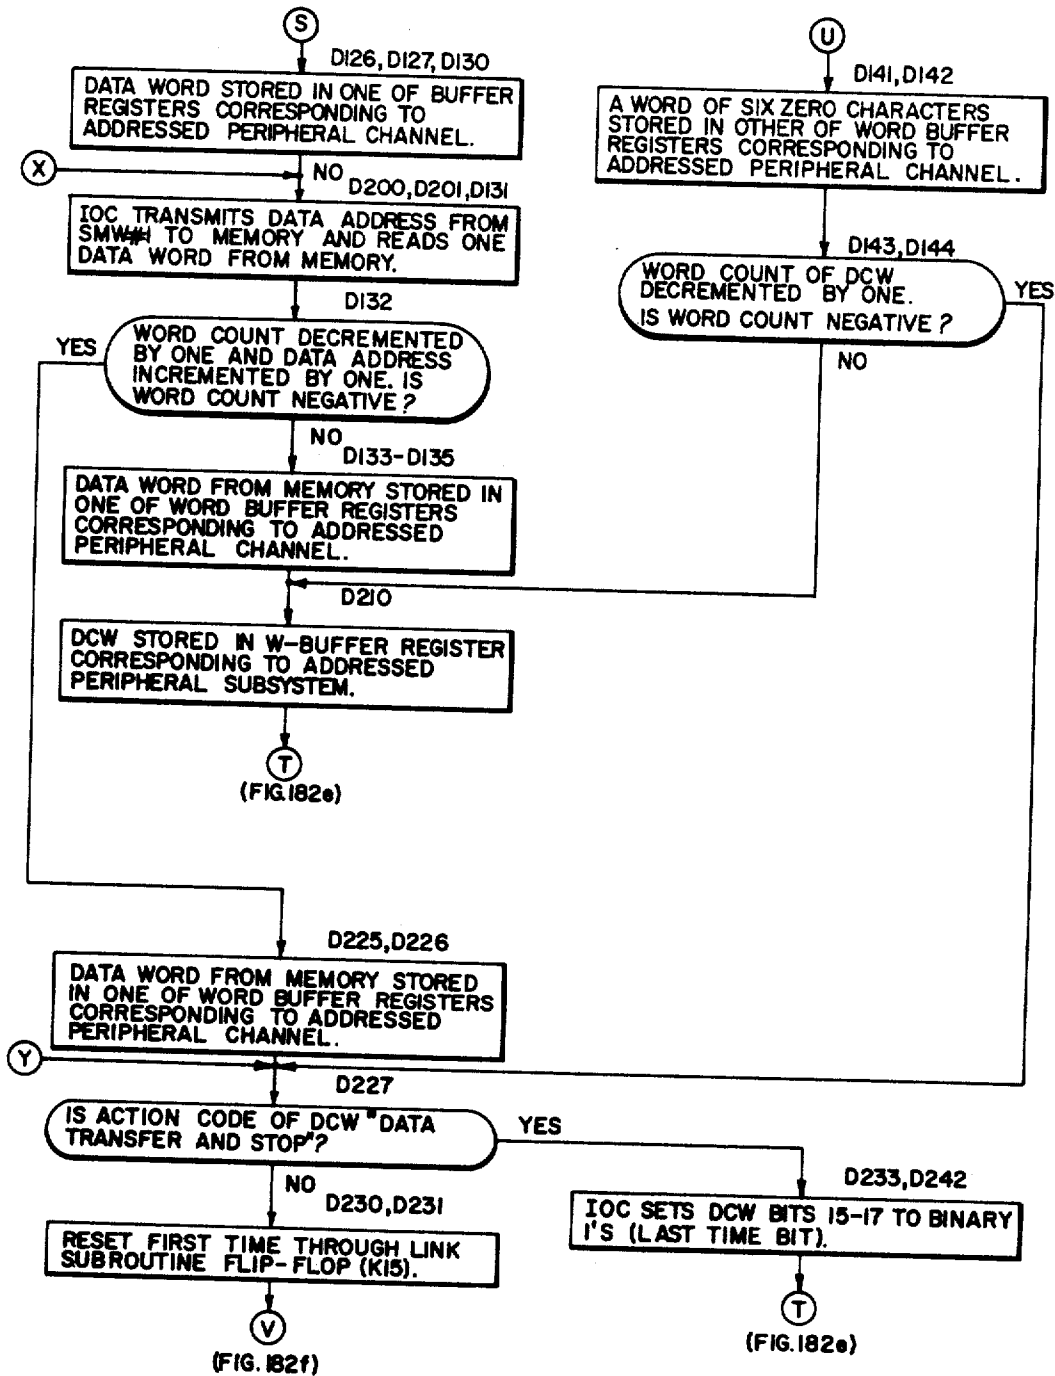 S
D126, D127, D130
DATA WORD STORED IN ONE OF BUFFER
REGISTERS CORRESPONDING TO
ADDRESSED PERIPHERAL CHANNEL.
X
NO
D200, D201, D131
IOC TRANSMITS DATA ADDRESS FROM
SMW#1 TO MEMORY AND READS ONE
DATA WORD FROM MEMORY.
D132
YES
WORD COUNT DECREMENTED
BY ONE AND DATA ADDRESS
INCREMENTED BY ONE. IS
WORD COUNT NEGATIVE?
NO
D133-D135
DATA WORD FROM MEMORY STORED IN
ONE OF WORD BUFFER REGISTERS
CORRESPONDING TO ADDRESSED
PERIPHERAL CHANNEL.
D210
DCW STORED IN W-BUFFER REGISTER
CORRESPONDING TO ADDRESSED
PERIPHERAL SUBSYSTEM.
T
(FIG.182e)
U
D141, D142
A WORD OF SIX ZERO CHARACTERS
STORED IN OTHER OF WORD BUFFER
REGISTERS CORRESPONDING TO
ADDRESSED PERIPHERAL CHANNEL.
D143, D144
WORD COUNT OF DCW
DECREMENTED BY ONE.
IS WORD COUNT NEGATIVE?
YES
NO
D225, D226
DATA WORD FROM MEMORY STORED
IN ONE OF WORD BUFFER REGISTERS
CORRESPONDING TO ADDRESSED
PERIPHERAL CHANNEL.
Y
D227
IS ACTION CODE OF DCW "DATA
TRANSFER AND STOP"?
YES
NO
D230, D231
RESET FIRST TIME THROUGH LINK
SUBROUTINE FLIP-FLOP (K15).
V
(FIG. 182f)
D233, D242
IOC SETS DCW BITS 15-17 TO BINARY
1'S (LAST TIME BIT).
T
(FIG. 182e)